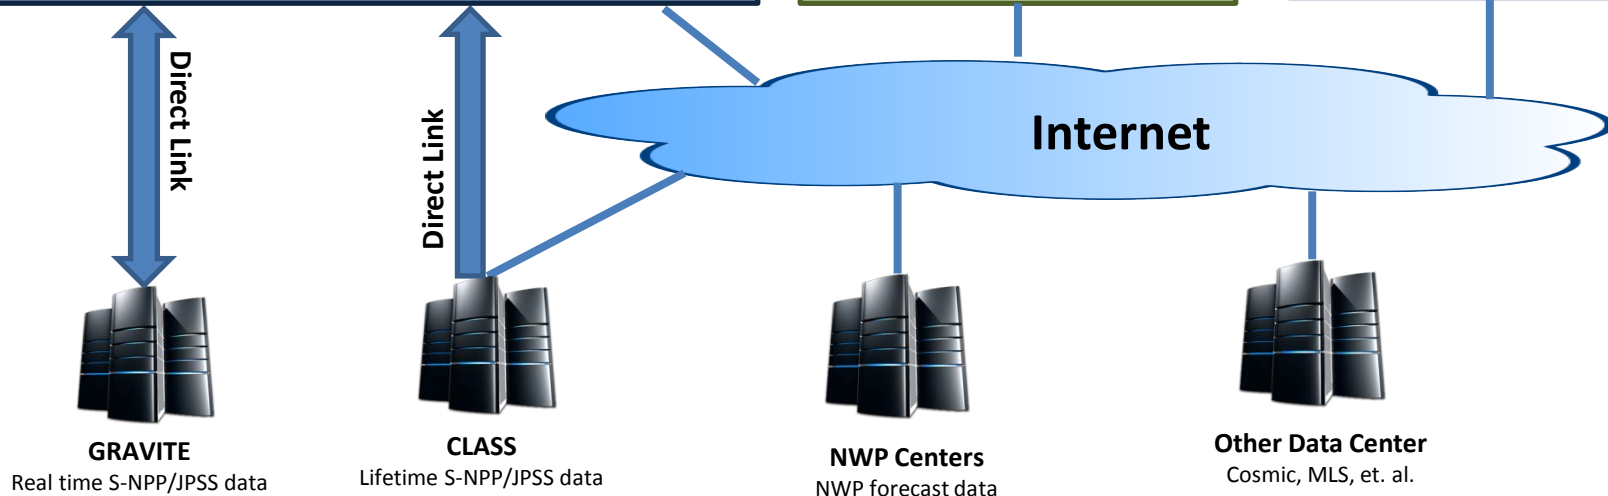 Direct Link
Direct Link
Internet
GRAVITE
Real time S-NPP/JPSS data
CLASS
Lifetime S-NPP/JPSS data
NWP Centers
NWP forecast data
Other Data Center
Cosmic, MLS, et. al.